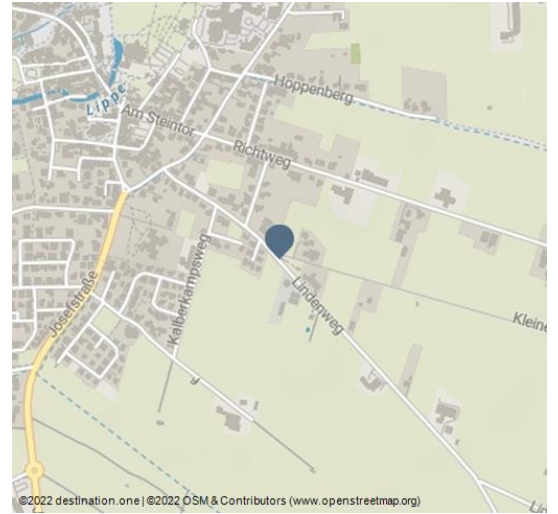 Hoppenberg
Lippe
Am Steintor
Richtweg
Kalberkampsweg
Josefstraße
Lindenweg
Kleine
©2022 destination.one | ©2022 OSM & Contributors (www.openstreetmap.org)